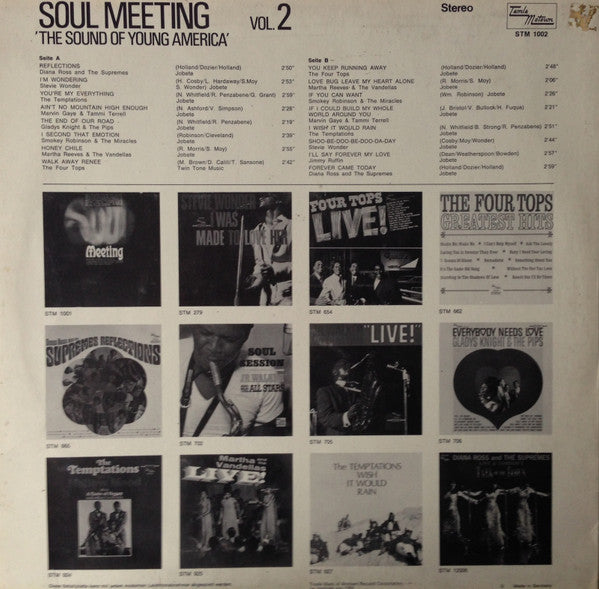 SOUL MEETING VOL. 2
'THE SOUND OF YOUNG AMERICA'
Stereo
Tamla Motown
STM 1002
Seite A
REFLECTIONS (Holland/Dozier/Holland) 2'50"
Diana Ross and The Supremes Jobete
I'M WONDERING (H. Cosby/L. Hardaway/S.Moy 2'53"
Stevie Wonder S. Wonder) Jobete
YOU'RE MY EVERYTHING (N. Whitfield/R. Penzabene/G. Grant) 2'59"
The Temptations Jobete
AIN'T NO MOUNTAIN HIGH ENOUGH (N. Ashford/V. Simpson) 2'28"
Marvin Gaye & Tammi Terrell Jobete
THE END OF OUR ROAD (N. Whitfield/R. Penzabene) 2'19"
Gladys Knight & The Pips Jobete
I SECOND THAT EMOTION (Robinson/Cleveland) 2'39"
Smokey Robinson & The Miracles Jobete
HONEY CHILE (R. Morris/S. Moy) 2'55"
Martha Reeves & The Vandellas Jobete
WALK AWAY RENEE (M. Brown/D. Calili/T. Sansone) 2'42"
The Four Tops Twin Tone Music
Seite B –
YOU KEEP RUNNING AWAY (Holland/Dozier/Holland) 2'48"
The Four Tops Jobete
LOVE BUG LEAVE MY HEART ALONE (R. Morris/S. Moy) 2'06"
Martha Reeves & The Vandellas Jobete
IF YOU CAN WANT (Wm. Robinson) Jobete 2'26"
Smokey Robinson & The Miracles
IF I COULD BUILD MY WHOLE (J. Bristol/V. Bullock/H. Fuqua) 2'21"
WORLD AROUND YOU Jobete
Marvin Gaye & Tammi Terrell
I WISH IT WOULD RAIN (N. Whitfield/B. Strong/R. Penzabene) 2'51"
The Temptations Jobete
SHOO-BE-DOO-BE-DOO-DA-DAY (Cosby/Moy/Wonder) 2'44"
Stevie Wonder Jobete
I'LL SAY FOREVER MY LOVE (Dean/Weatherspoon/Bowden) 2'57"
Jimmy Ruffin Jobete
FOREVER CAME TODAY (Holland/Dozier/Holland) 2'59"
Diana Ross and The Supremes Jobete
Meeting
STM 1001
STEVIE WONDER
I WAS
MADE TO LOVE HER
STM 279
FOUR TOPS
LIVE!
STM 654
THE FOUR TOPS
GREATEST HITS
STM 662
SUPREMES REFLECTIONS
STM 665
SOUL
SESSION
JR. WALKER
ALL STARS
STM 702
"LIVE!"
STM 705
EVERYBODY NEEDS LOVE
GLADYS KNIGHT & THE PIPS
STM 706
The
Temptations
Martha and the
Vandellas
LIVE!
STM 925
The TEMPTATIONS
WISH
IT WOULD
RAIN
DIANA ROSS and THE SUPREMES